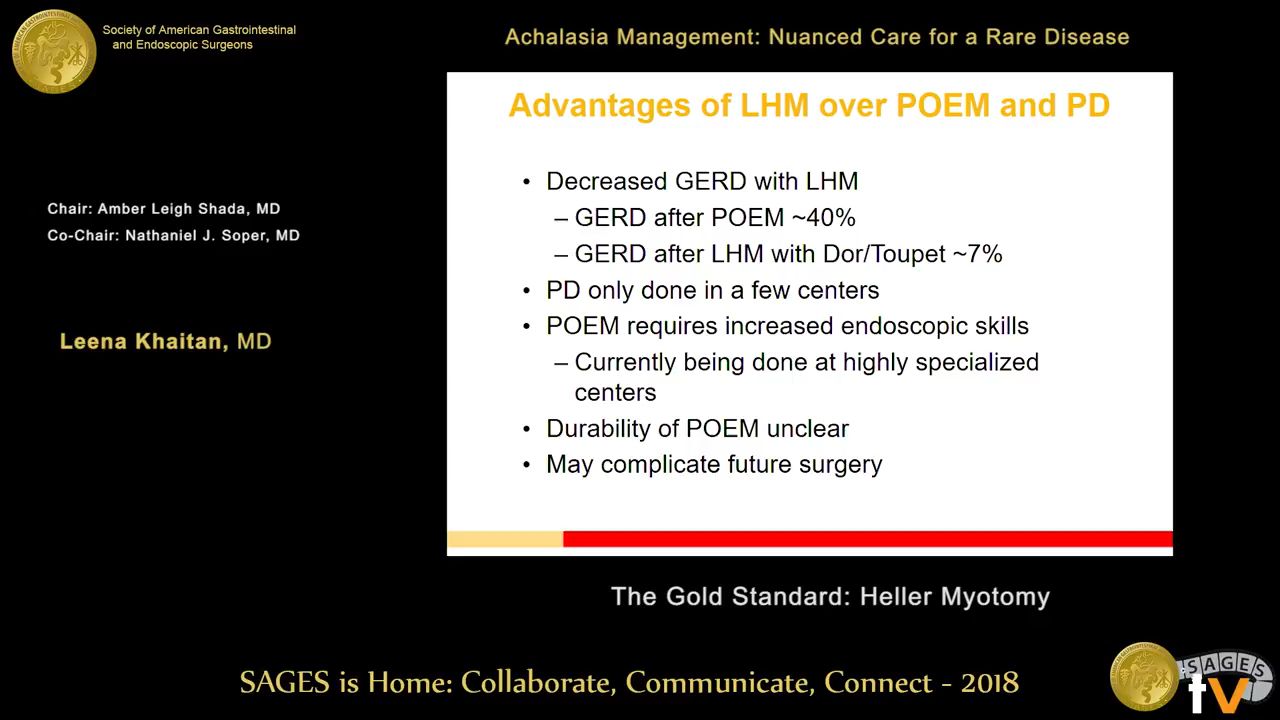 Society of American Gastrointestinal
and Endoscopic Surgeons
Achalasia Management: Nuanced Care for a Rare Disease
Chair: Amber Leigh Shada, MD
Co-Chair: Nathaniel J. Soper, MD
Leena Khaitan, MD
Advantages of LHM over POEM and PD
• Decreased GERD with LHM
– GERD after POEM ~40%
– GERD after LHM with Dor/Toupet ~7%
• PD only done in a few centers
• POEM requires increased endoscopic skills
– Currently being done at highly specialized
centers
• Durability of POEM unclear
• May complicate future surgery
The Gold Standard: Heller Myotomy
SAGES is Home: Collaborate, Communicate, Connect - 2018
SAGES
tv